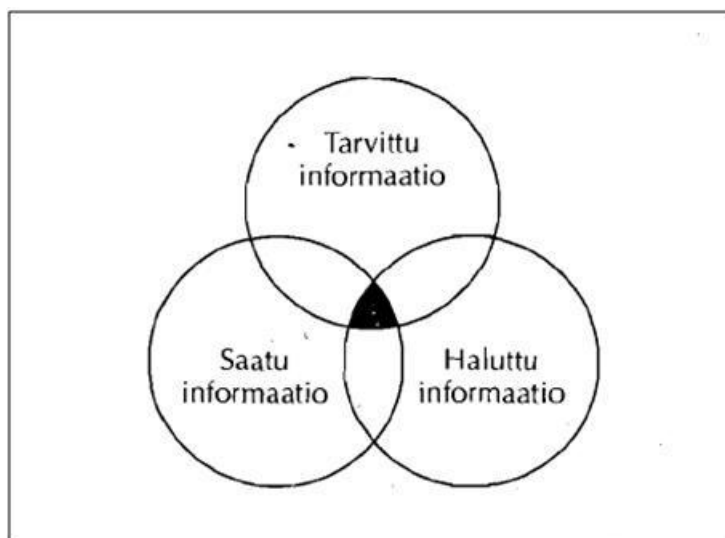 Tarvittu
informaatio
Saatu
informaatio
Haluttu
informaatio